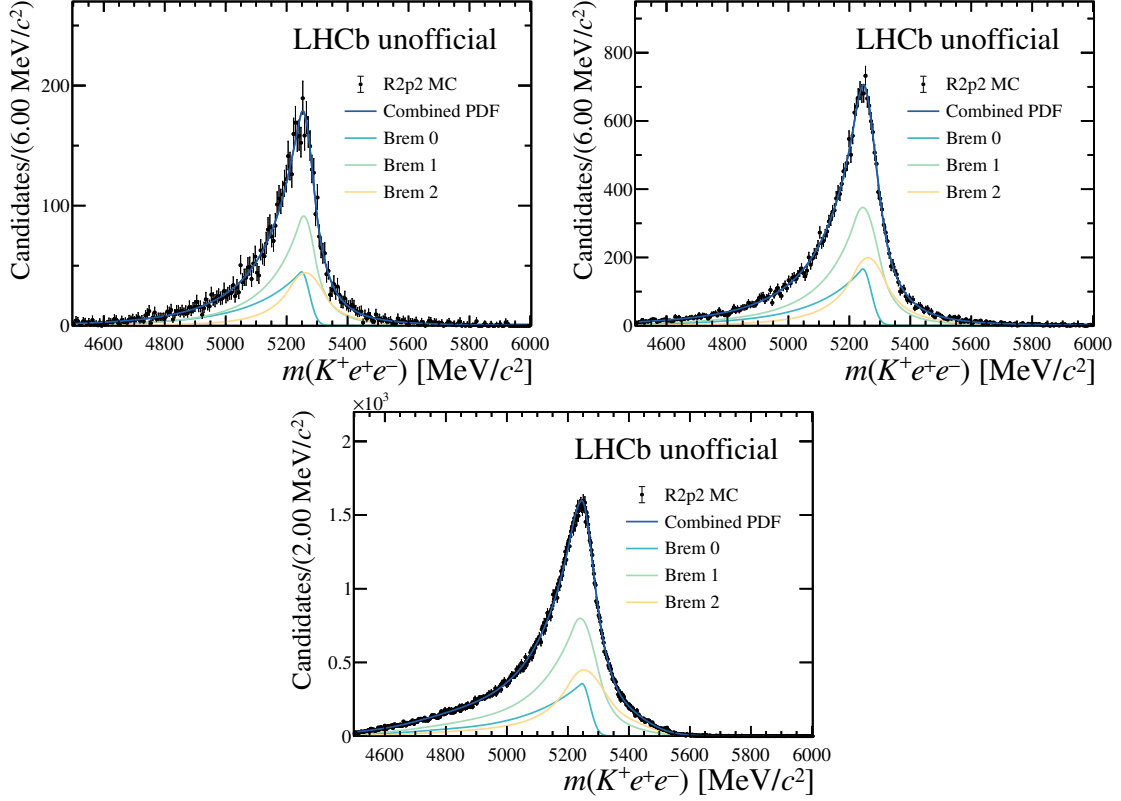 Candidates/(6.00 MeV/c²)
200
100
0
LHCb unofficial
R2p2 MC
Combined PDF
Brem 0
Brem 1
Brem 2
4600 4800 5000 5200 5400 5600 5800 6000
m(K⁺e⁺e⁻) [MeV/c²]
Candidates/(6.00 MeV/c²)
800
700
600
500
400
300
200
100
0
LHCb unofficial
R2p2 MC
Combined PDF
Brem 0
Brem 1
Brem 2
4600 4800 5000 5200 5400 5600 5800 6000
m(K⁺e⁺e⁻) [MeV/c²]
×10³
Candidates/(2.00 MeV/c²)
2
1.5
1
0.5
0
LHCb unofficial
R2p2 MC
Combined PDF
Brem 0
Brem 1
Brem 2
4600 4800 5000 5200 5400 5600 5800 6000
m(K⁺e⁺e⁻) [MeV/c²]